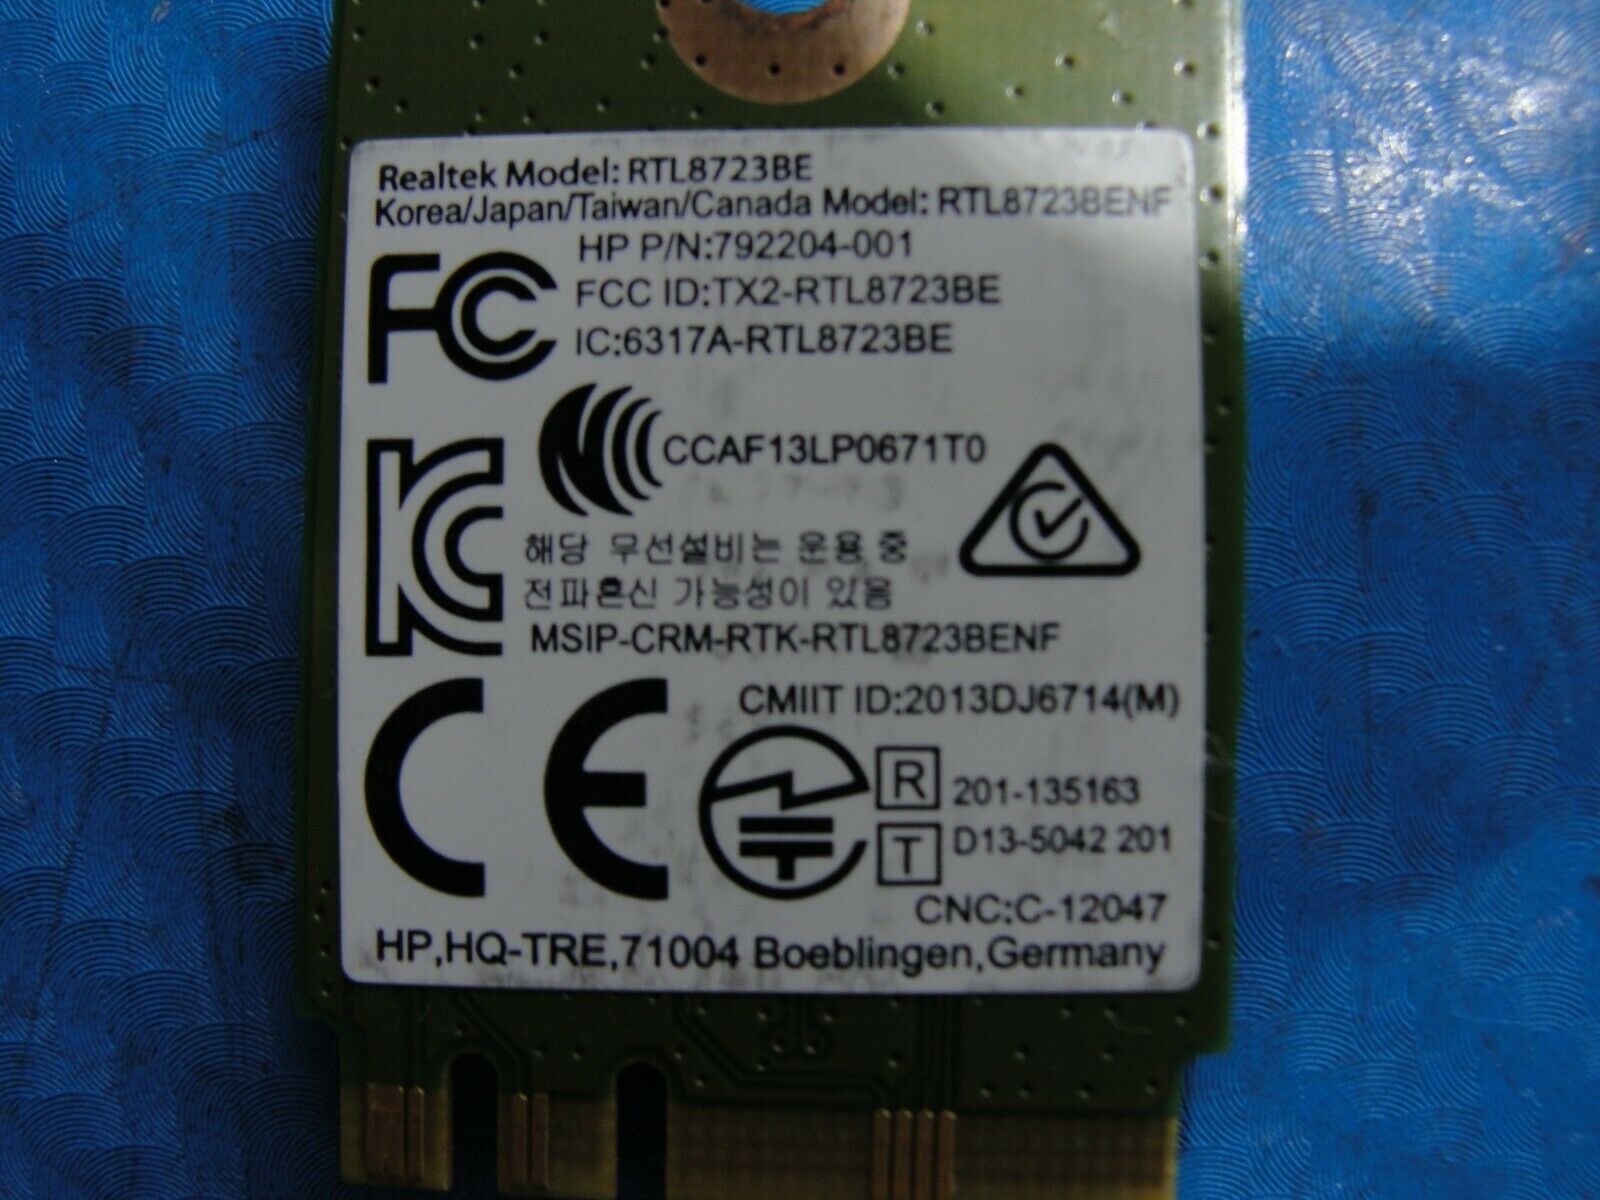 Realtek Model: RTL8723BE
Korea/Japan/Taiwan/Canada Model: RTL8723BENF
HP P/N:792204-001
FC FCC ID:TX2-RTL8723BE
IC:6317A-RTL8723BE
CCAF13LP0671T0
해당 무선설비는 운용 중
전파혼신 가능성이 있음
MSIP-CRM-RTK-RTL8723BENF
CMIIT ID:2013DJ6714(M)
CE
R 201-135163
T D13-5042 201
CNC:C-12047
HP,HQ-TRE,71004 Boeblingen,Germany